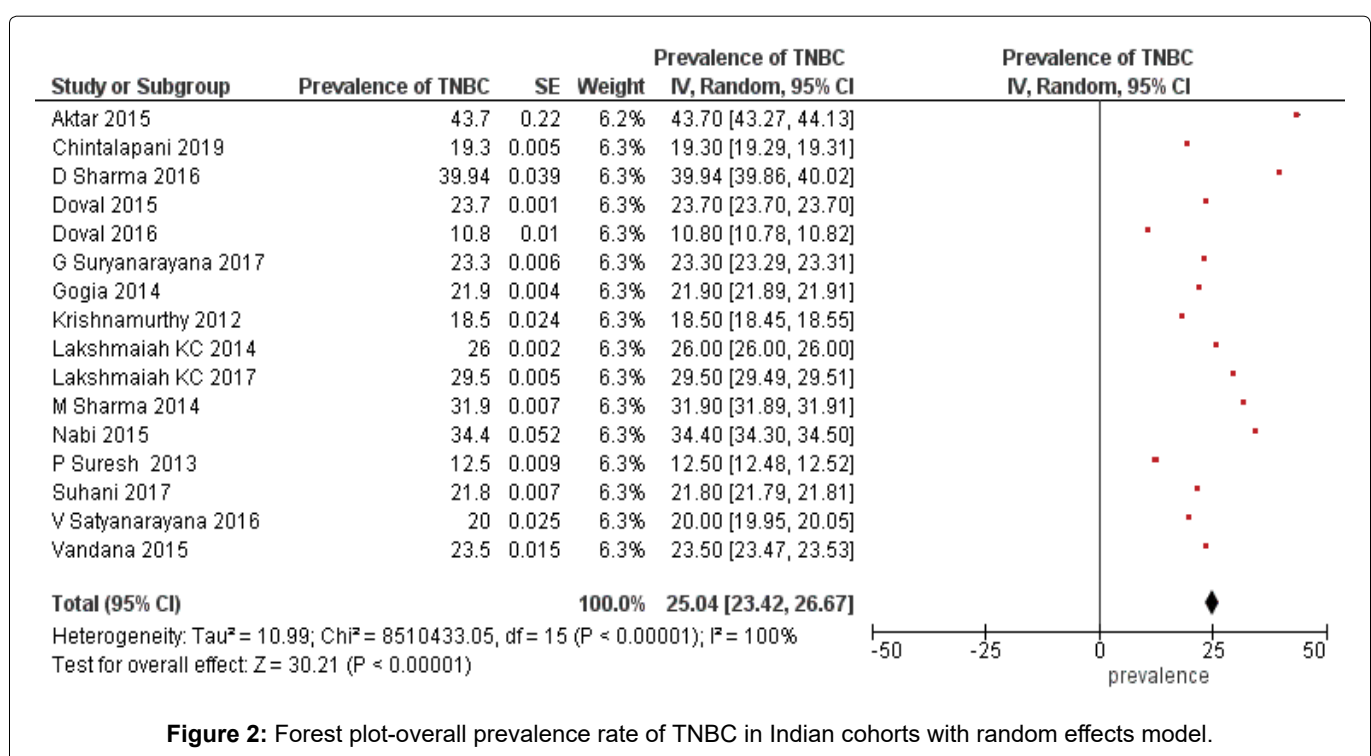 Prevalence of TNBC Prevalence of TNBC
Study or Subgroup Prevalence of TNBC SE Weight IV, Random, 95% CI IV, Random, 95% CI
Aktar 2015 43.7 0.22 6.2% 43.70 [43.27, 44.13]
Chintalapani 2019 19.3 0.005 6.3% 19.30 [19.29, 19.31]
D Sharma 2016 39.94 0.039 6.3% 39.94 [39.86, 40.02]
Doval 2015 23.7 0.001 6.3% 23.70 [23.70, 23.70]
Doval 2016 10.8 0.01 6.3% 10.80 [10.78, 10.82]
G Suryanarayana 2017 23.3 0.006 6.3% 23.30 [23.29, 23.31]
Gogia 2014 21.9 0.004 6.3% 21.90 [21.89, 21.91]
Krishnamurthy 2012 18.5 0.024 6.3% 18.50 [18.45, 18.55]
Lakshmaiah KC 2014 26 0.002 6.3% 26.00 [26.00, 26.00]
Lakshmaiah KC 2017 29.5 0.005 6.3% 29.50 [29.49, 29.51]
M Sharma 2014 31.9 0.007 6.3% 31.90 [31.89, 31.91]
Nabi 2015 34.4 0.052 6.3% 34.40 [34.30, 34.50]
P Suresh 2013 12.5 0.009 6.3% 12.50 [12.48, 12.52]
Suhani 2017 21.8 0.007 6.3% 21.80 [21.79, 21.81]
V Satyanarayana 2016 20 0.025 6.3% 20.00 [19.95, 20.05]
Vandana 2015 23.5 0.015 6.3% 23.50 [23.47, 23.53]
Total (95% CI) 100.0% 25.04 [23.42, 26.67]
Heterogeneity: Tau² = 10.99; Chi² = 8510433.05, df = 15 (P < 0.00001); I² = 100%
Test for overall effect: Z = 30.21 (P < 0.00001)
-50 -25 0 25 50
prevalence
Figure 2: Forest plot-overall prevalence rate of TNBC in Indian cohorts with random effects model.